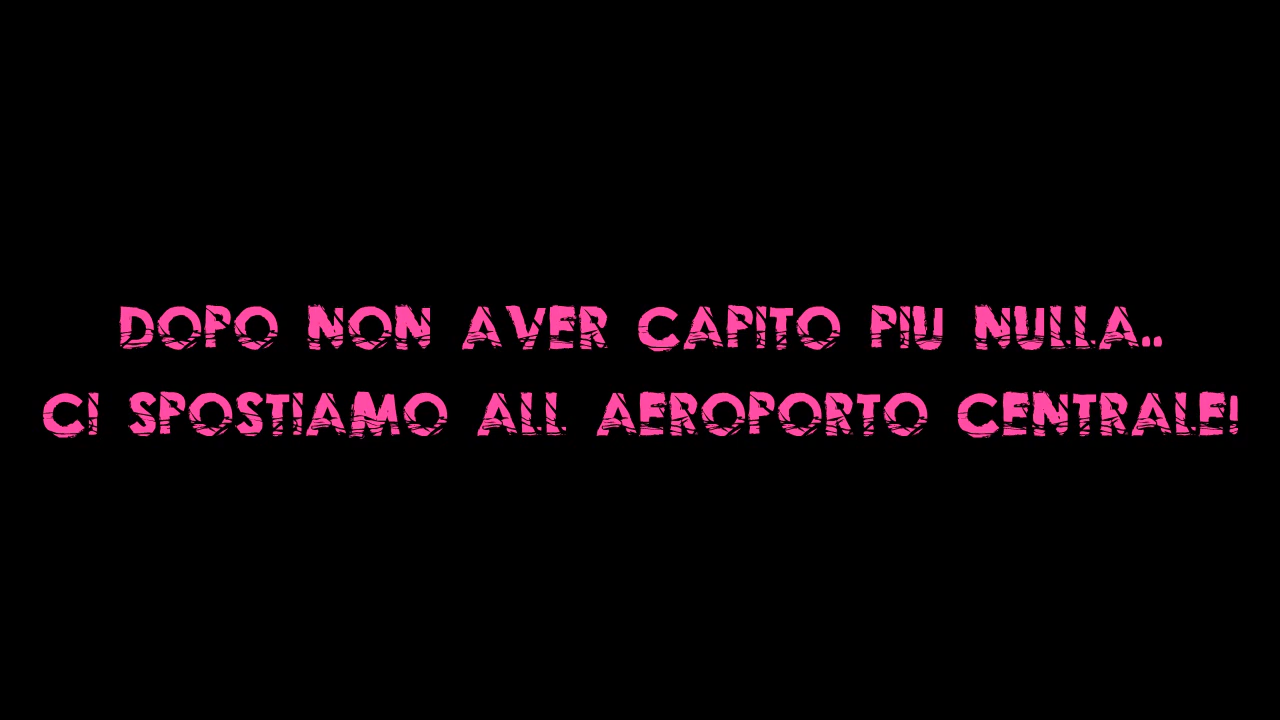 DOPO NON AVER CAPITO PIU NULLA..
CI SPOSTIAMO ALL AEROPORTO CENTRALE!